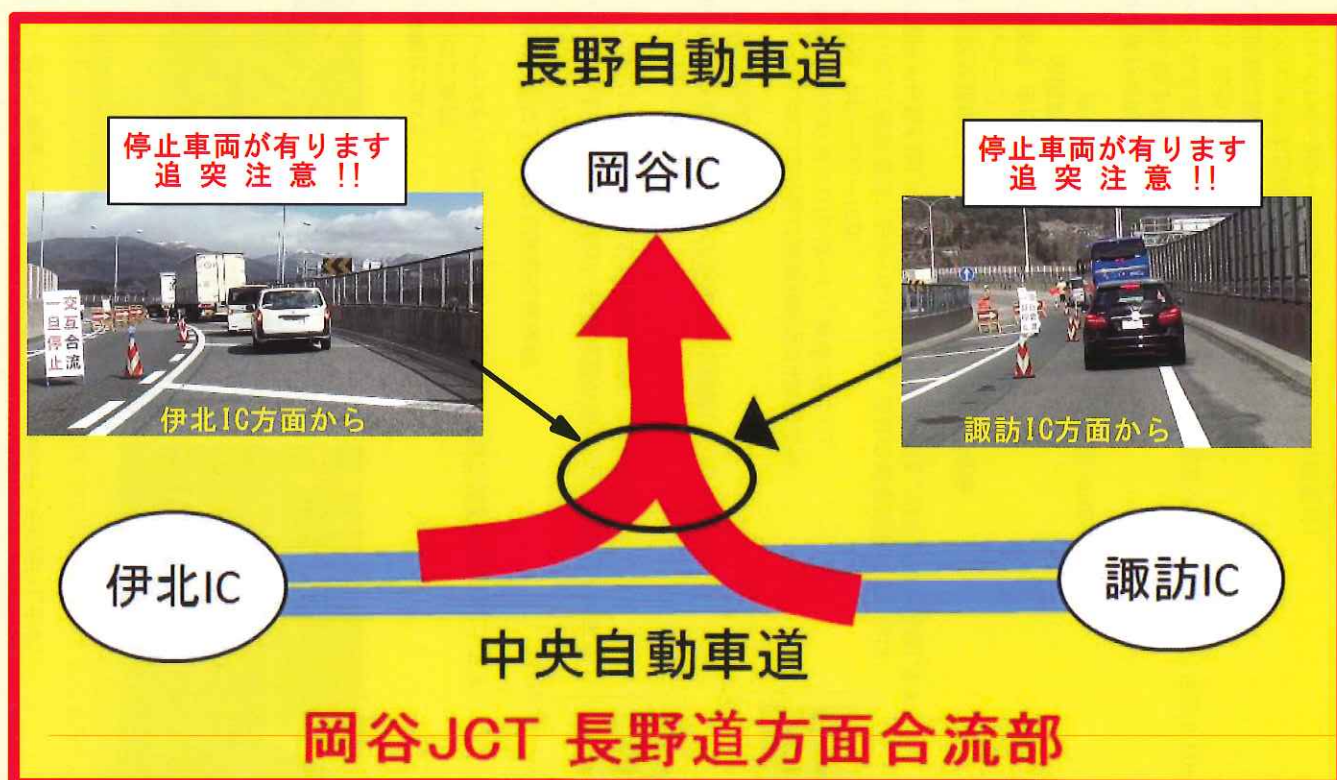 長野自動車道
停止車両が有ります
追突注意!!
岡谷IC
停止車両が有ります
追突注意!!
交互合流
一旦停止
伊北IC方面から
諏訪IC方面から
伊北IC
諏訪IC
中央自動車道
岡谷JCT 長野道方面合流部